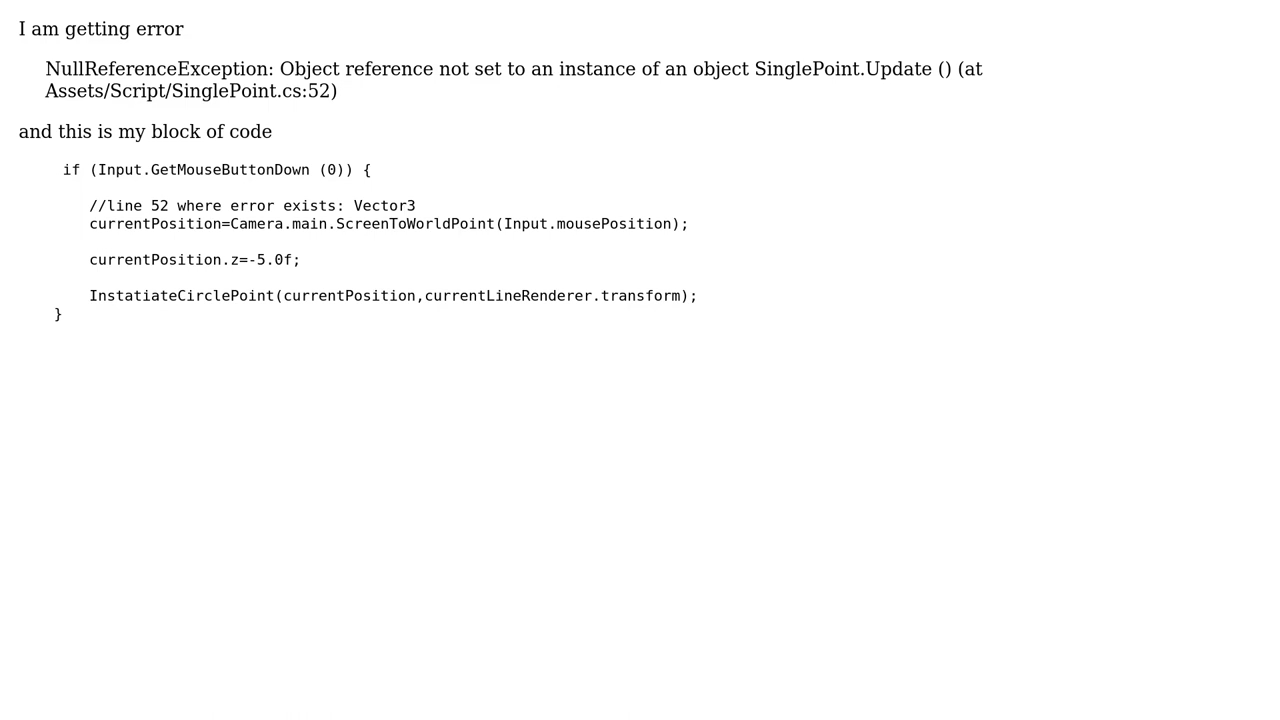 I am getting error
NullReferenceException: Object reference not set to an instance of an object SinglePoint.Update () (at
Assets/Script/SinglePoint.cs:52)
and this is my block of code
if (Input.GetMouseButtonDown (0)) {
//line 52 where error exists: Vector3
currentPosition=Camera.main.ScreenToWorldPoint(Input.mousePosition);
currentPosition.z=-5.0f;
InstatiateCirclePoint(currentPosition,currentLineRenderer.transform);
}